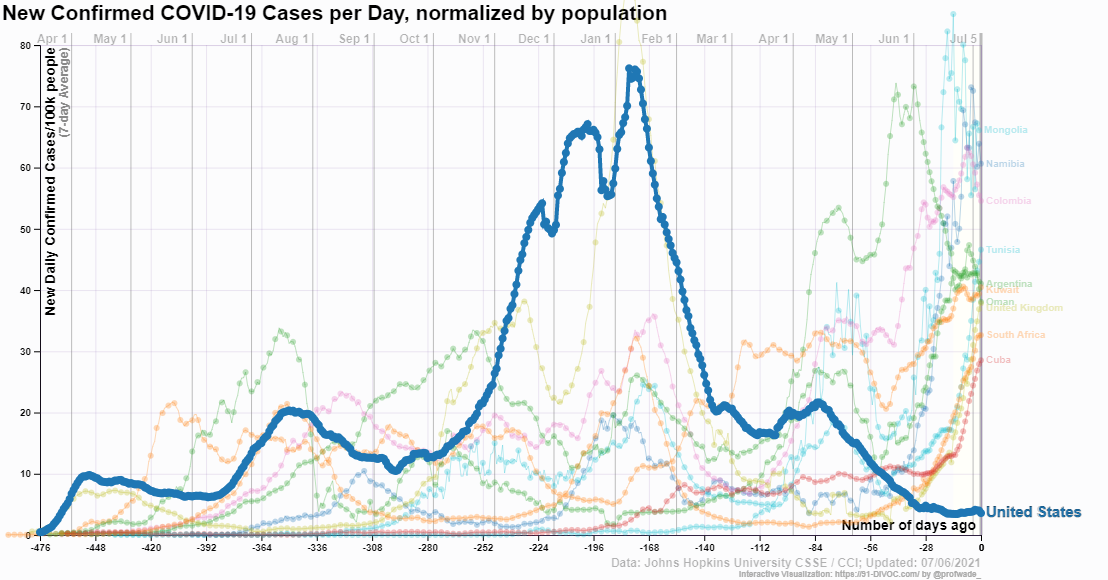 New Confirmed COVID-19 Cases per Day, normalized by population
Apr 1 May 1 Jun 1 Jul 1 Aug 1 Sep 1 Oct 1 Nov 1 Dec 1 Jan 1 Feb 1 Mar 1 Apr 1 May 1 Jun 1 Jul 5
New Daily Confirmed Cases/100k people
(7-day Average)
80
70
60
50
40
30
20
10
0
Mongolia
Namibia
Colombia
Tunisia
Argentina
Kuwait
Oman
United Kingdom
South Africa
Cuba
United States
Number of days ago
-476 -448 -420 -392 -364 -336 -308 -280 -252 -224 -196 -168 -140 -112 -84 -56 -28 0
Data: Johns Hopkins University CSSE / CCI; Updated: 07/06/2021
Interactive Visualization: https://91-DIVOC.com/ by @profwade_